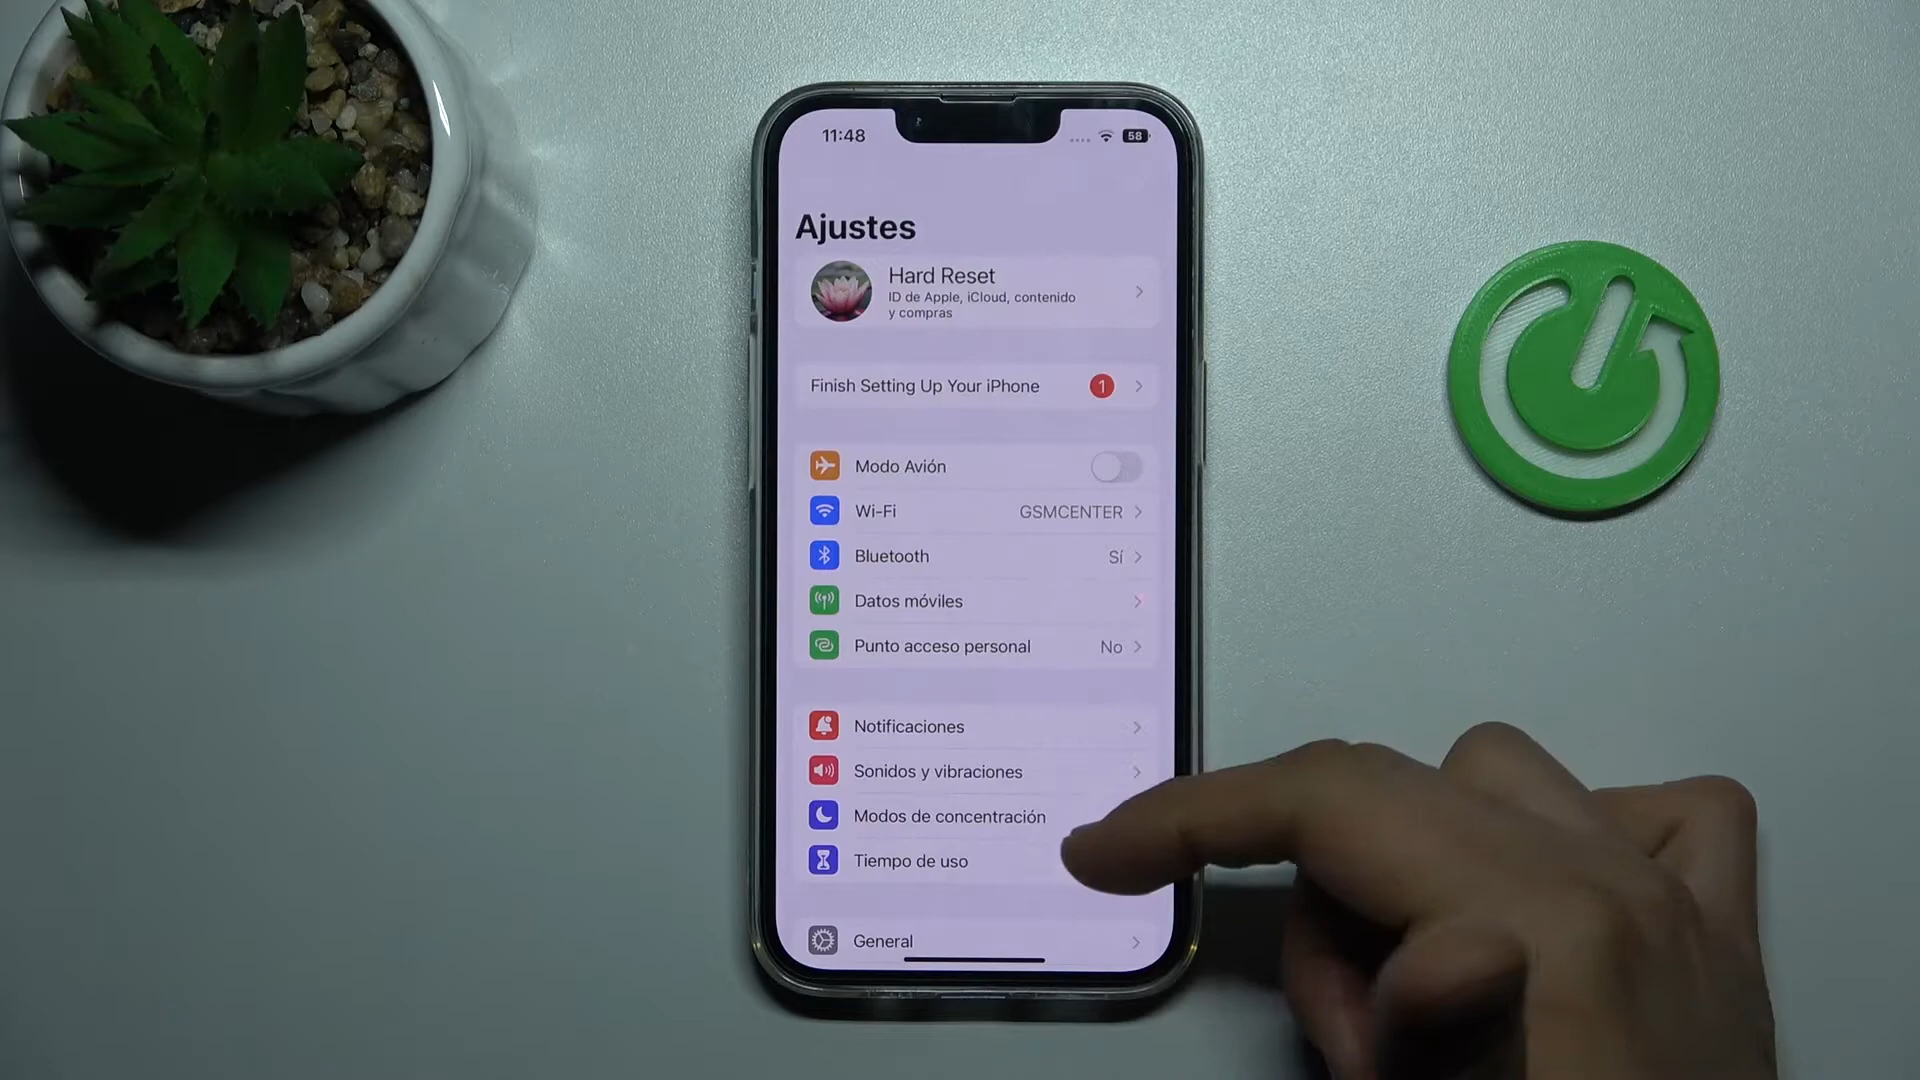 11:48
58
Ajustes
Hard Reset
ID de Apple, iCloud, contenido
y compras
Finish Setting Up Your iPhone
1
Modo Avión
Wi-Fi
GSMCENTER
Bluetooth
Sí
Datos móviles
Punto acceso personal
No
Notificaciones
Sonidos y vibraciones
Modos de concentración
Tiempo de uso
General